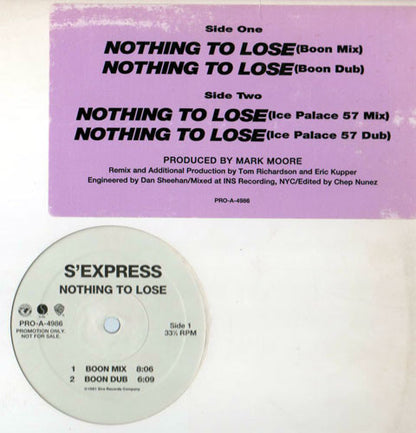 Side One
NOTHING TO LOSE(Boon Mix)
NOTHING TO LOSE(Boon Dub)
Side Two
NOTHING TO LOSE(Ice Palace 57 Mix)
NOTHING TO LOSE(Ice Palace 57 Dub)
PRODUCED BY MARK MOORE
Remix and Additional Production by Tom Richardson and Eric Kupper
Engineered by Dan Sheehan/Mixed at INS Recording, NYC/Edited by Chep Nunez
PRO-A-4986
S'EXPRESS
NOTHING TO LOSE
PRO-A-4986
PROMOTION ONLY.
NOT FOR SALE.
Side 1
33⅓ RPM
1 BOON MIX 8:06
2 BOON DUB 6:09
©1991 Sire Records Company